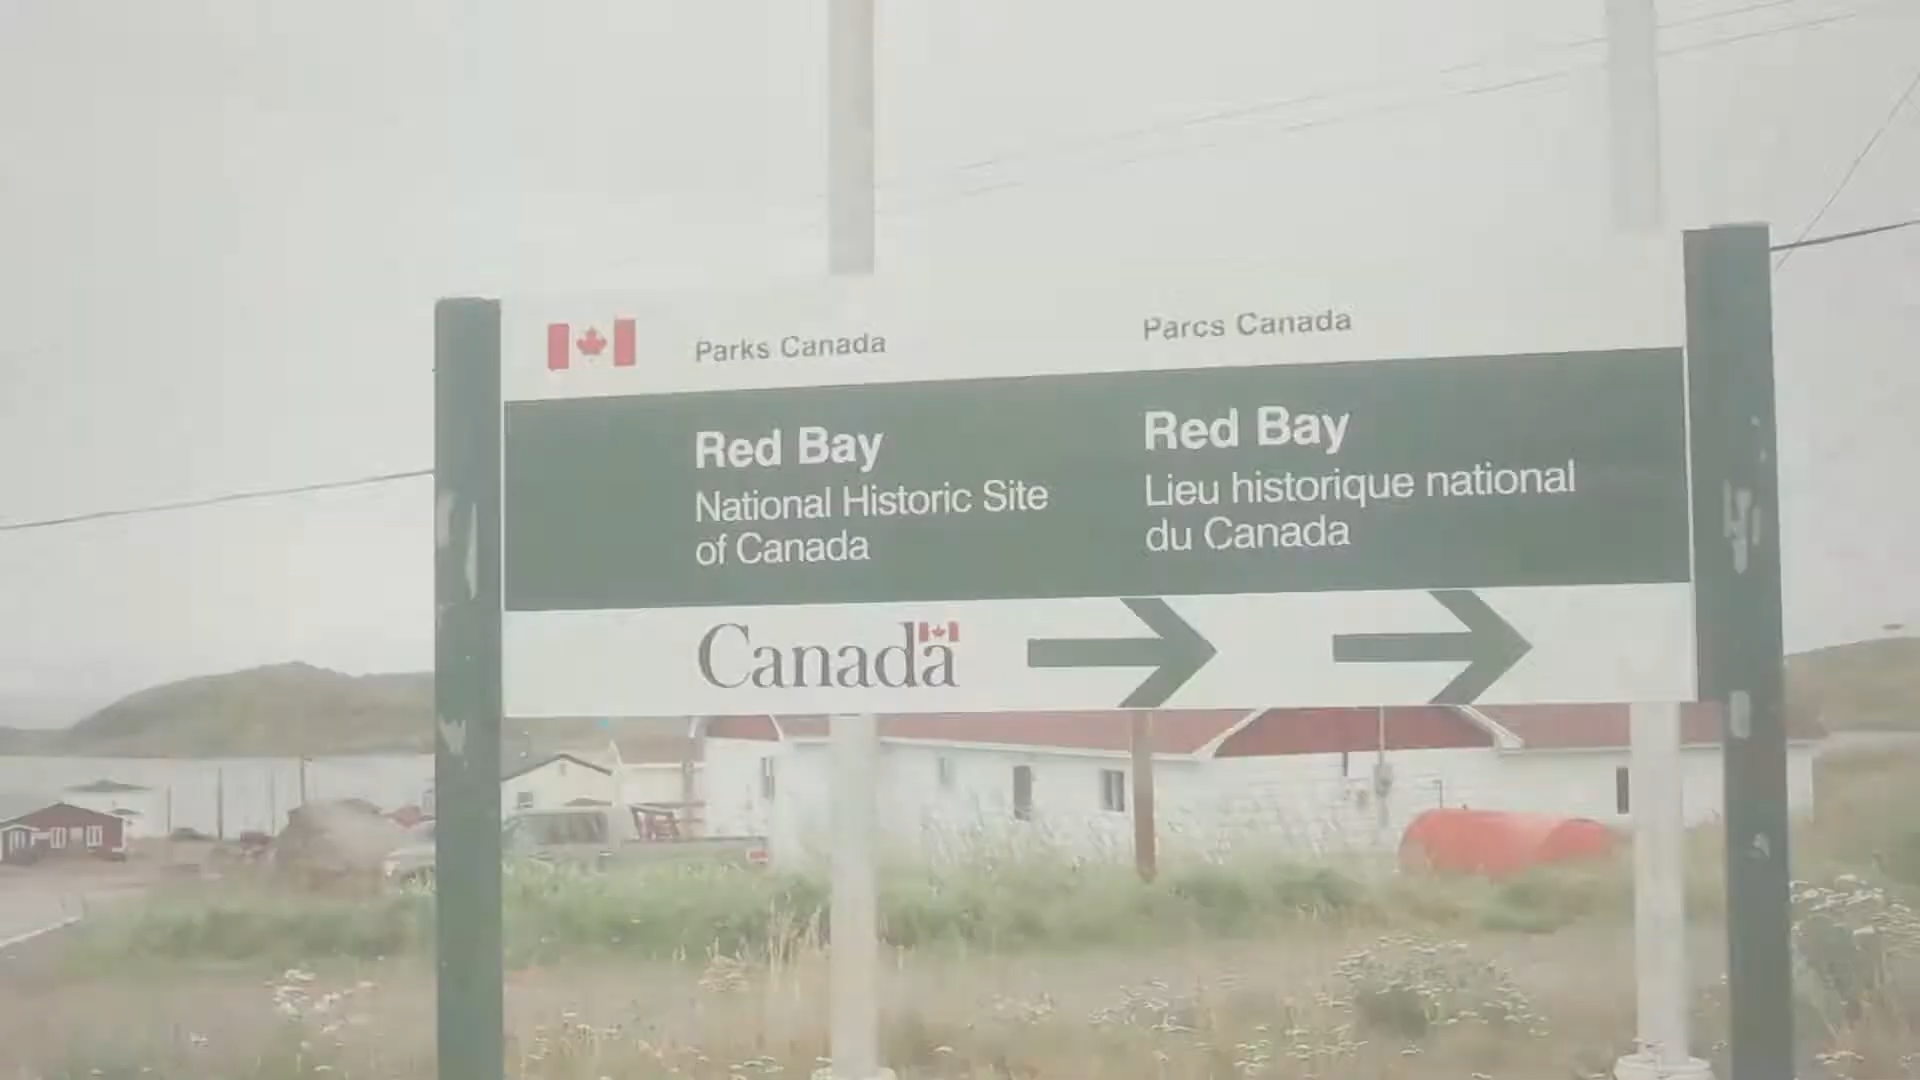 Parks Canada
Parcs Canada
Red Bay
National Historic Site
of Canada
Red Bay
Lieu historique national
du Canada
Canada